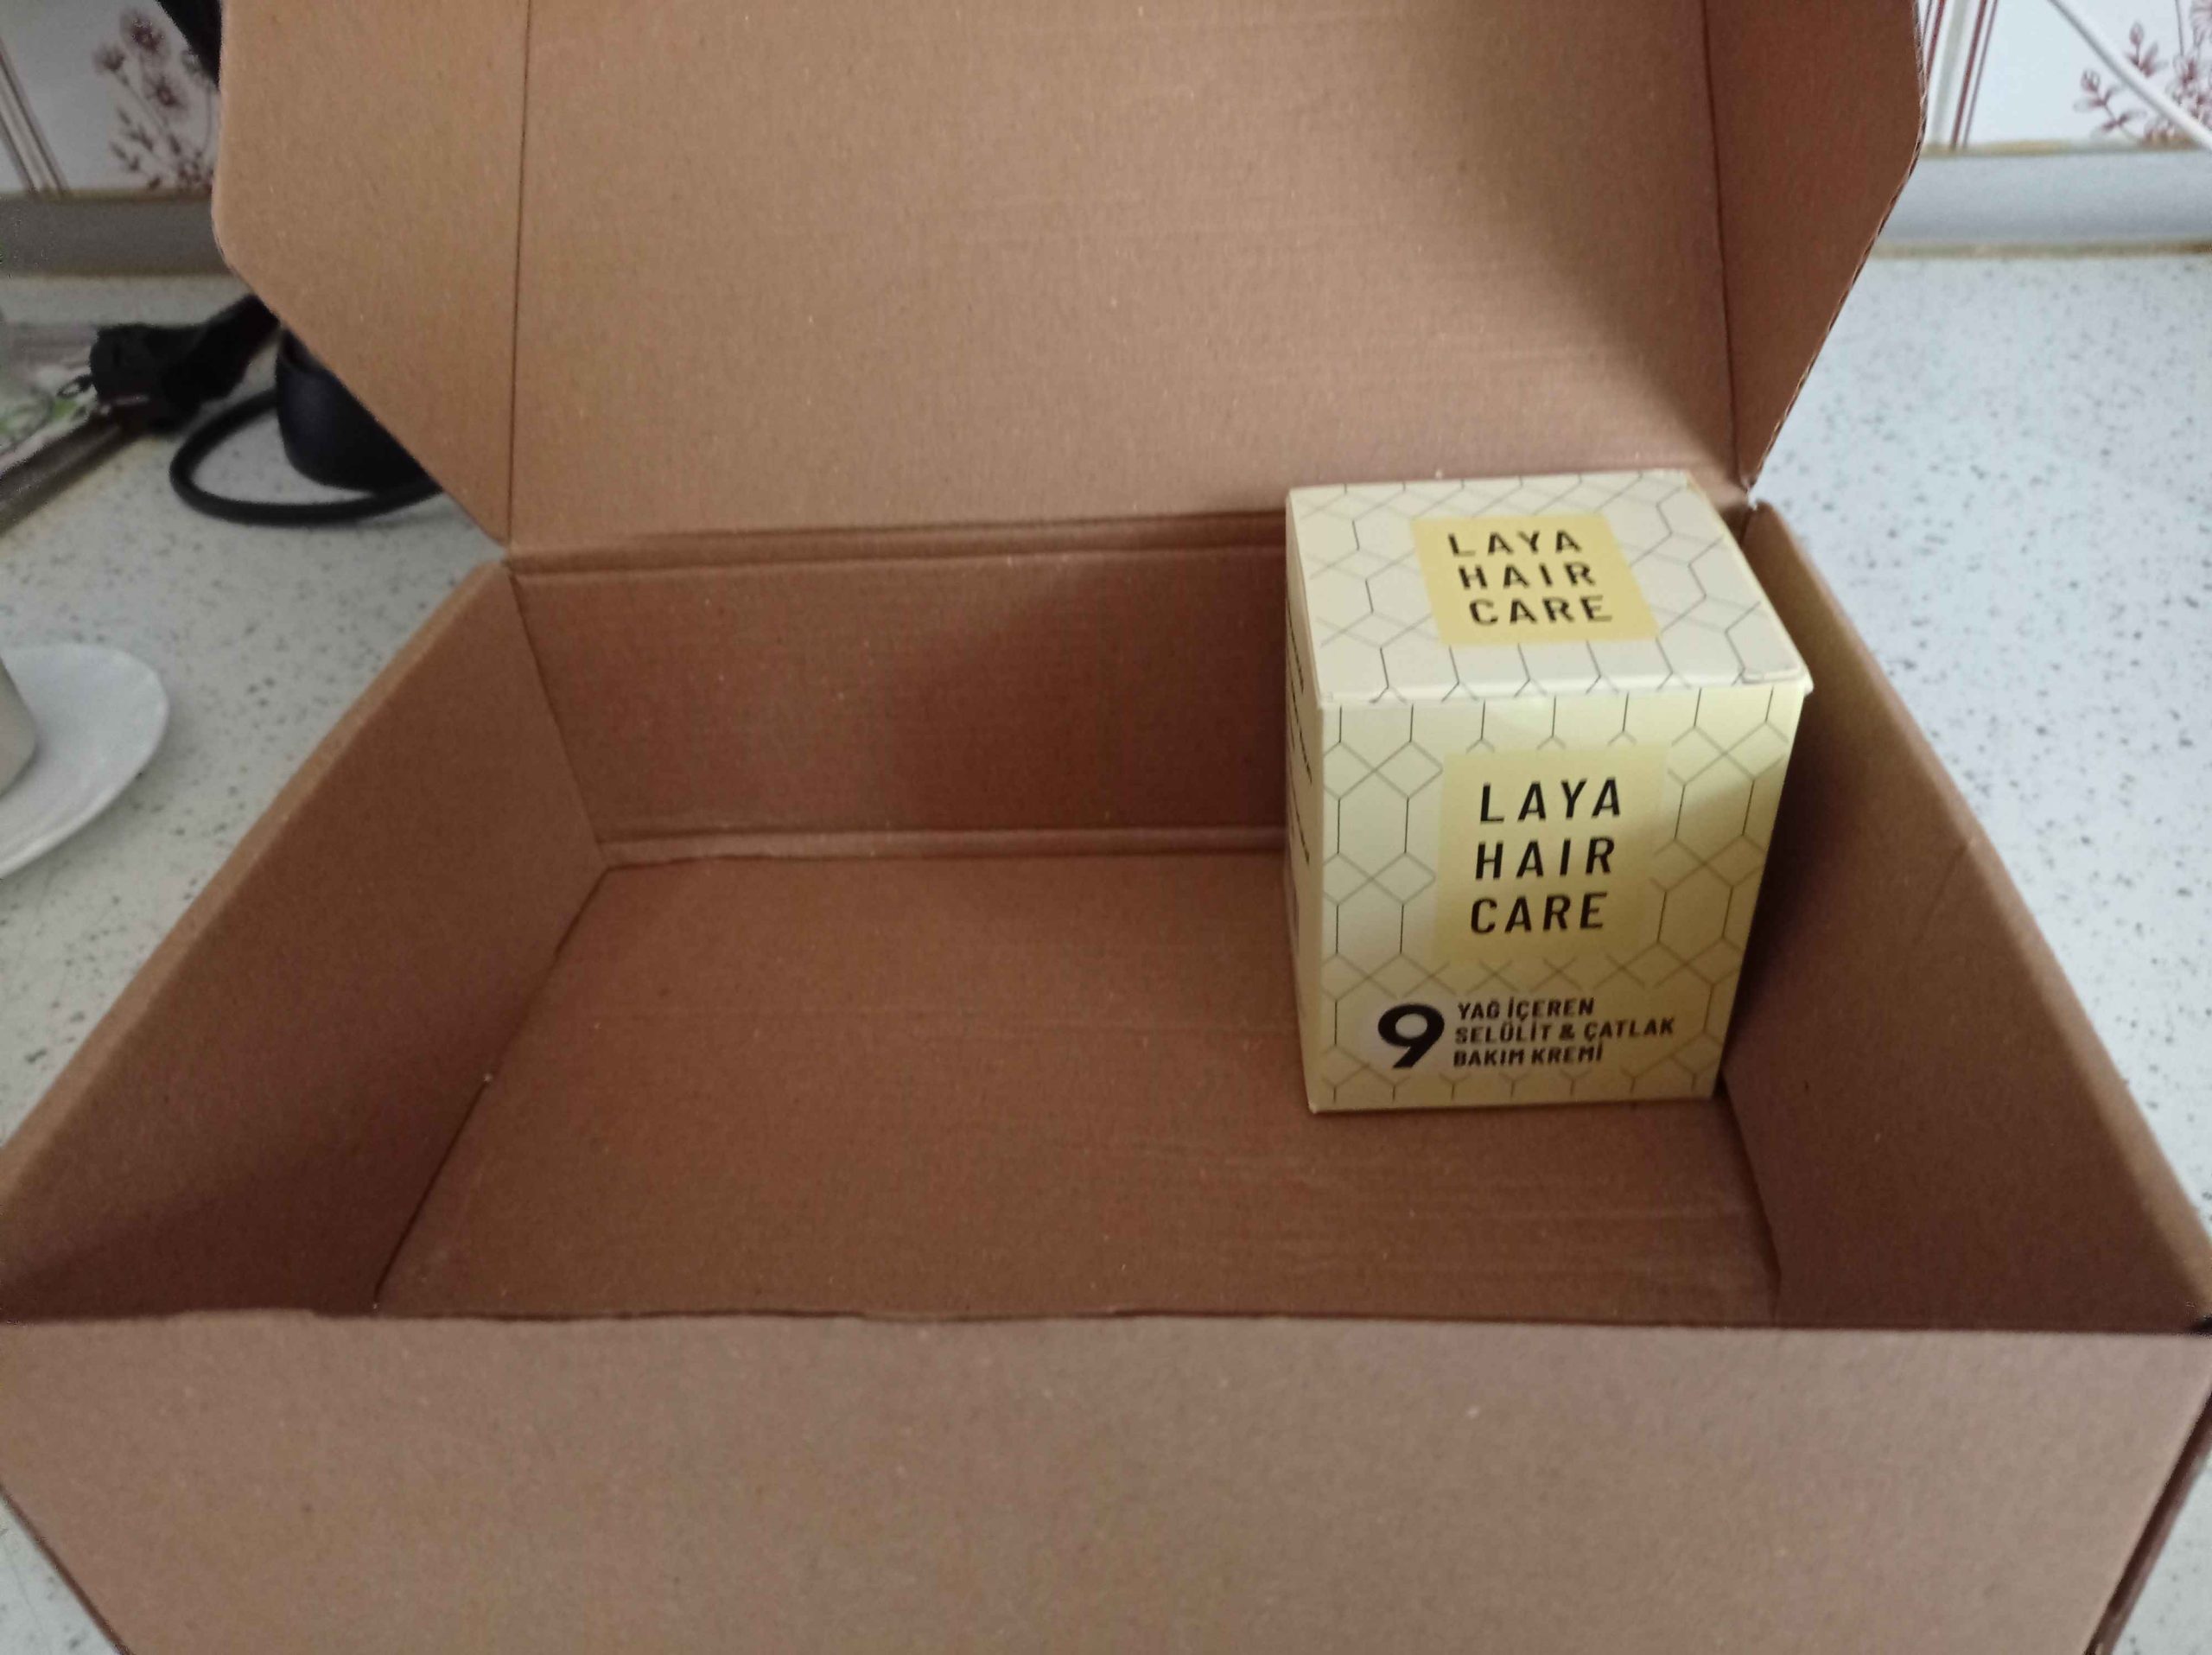 LAYA
HAIR
CARE
LAYA
HAIR
CARE
9 YAĞ İÇEREN
SELÜLİT & ÇATLAK
BAKIM KREMİ